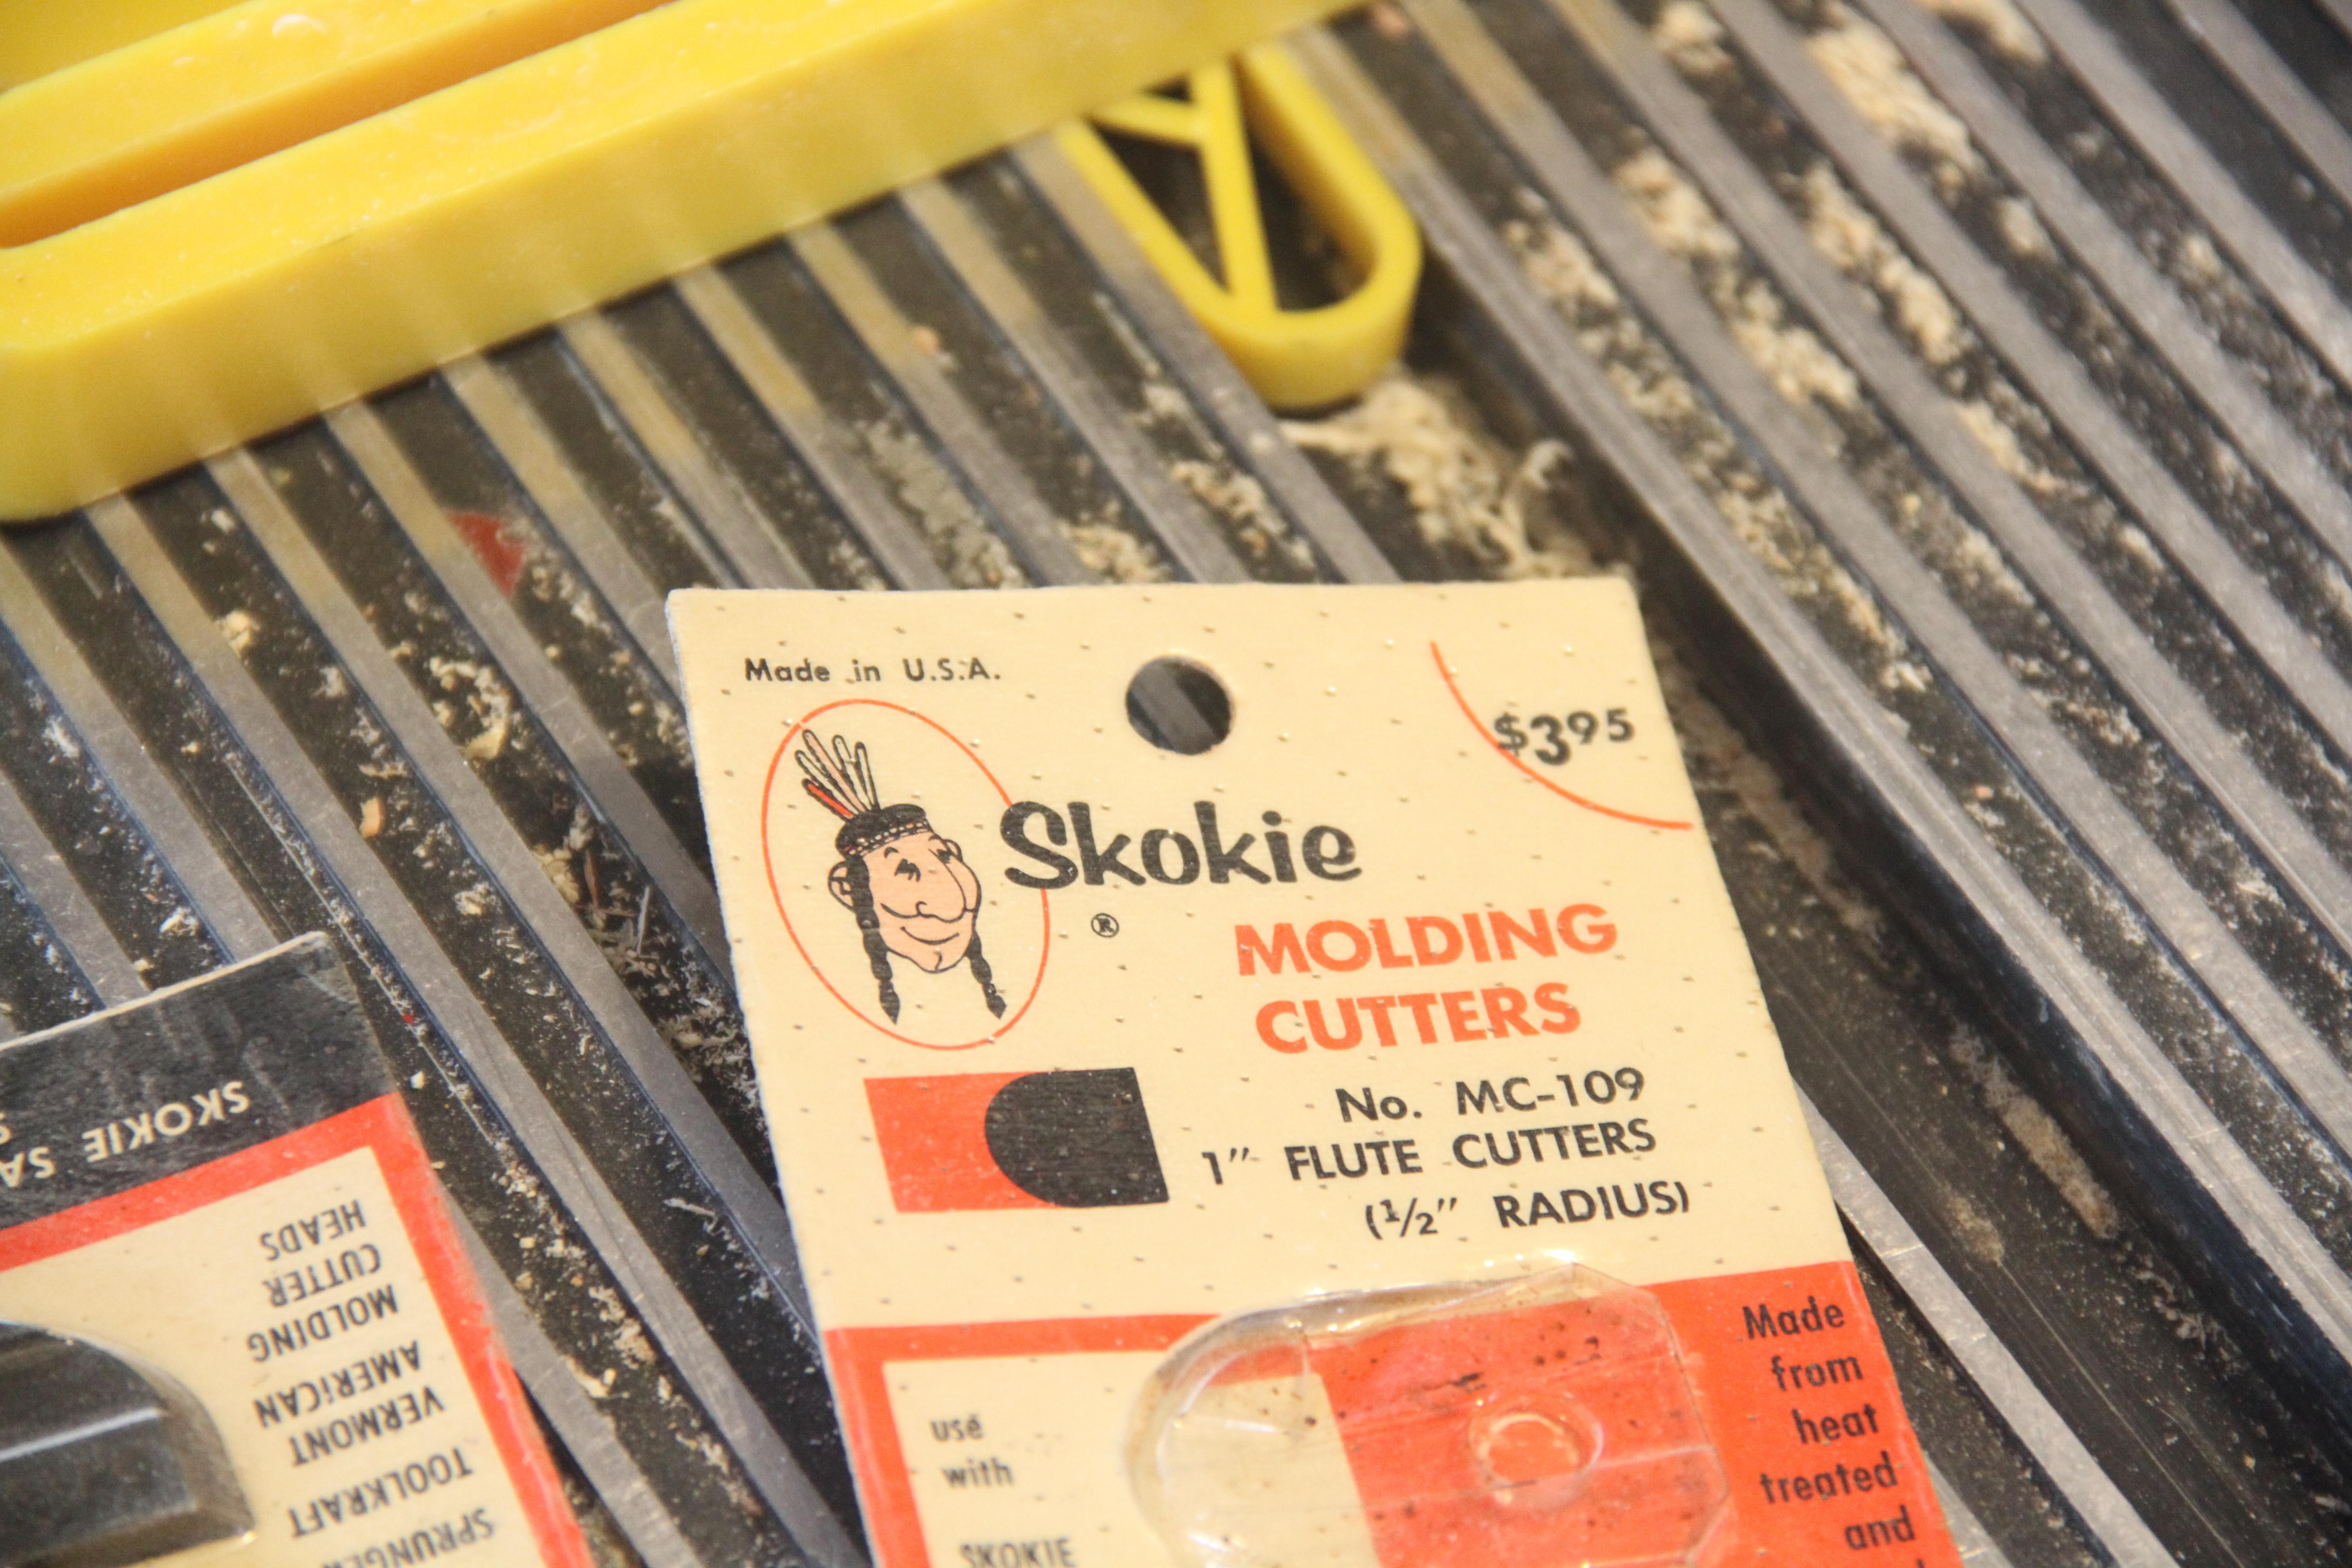 Made in U.S.A.
$3.95
Skokie
®
MOLDING
CUTTERS
No. MC-109
1" FLUTE CUTTERS
(1/2" RADIUS)
Made
from
heat
treated
and
use
with
SKOKIE
SKOKIE
HEADS
CUTTER
MOLDING
AMERICAN
VERMONT
TOOLKRAFT